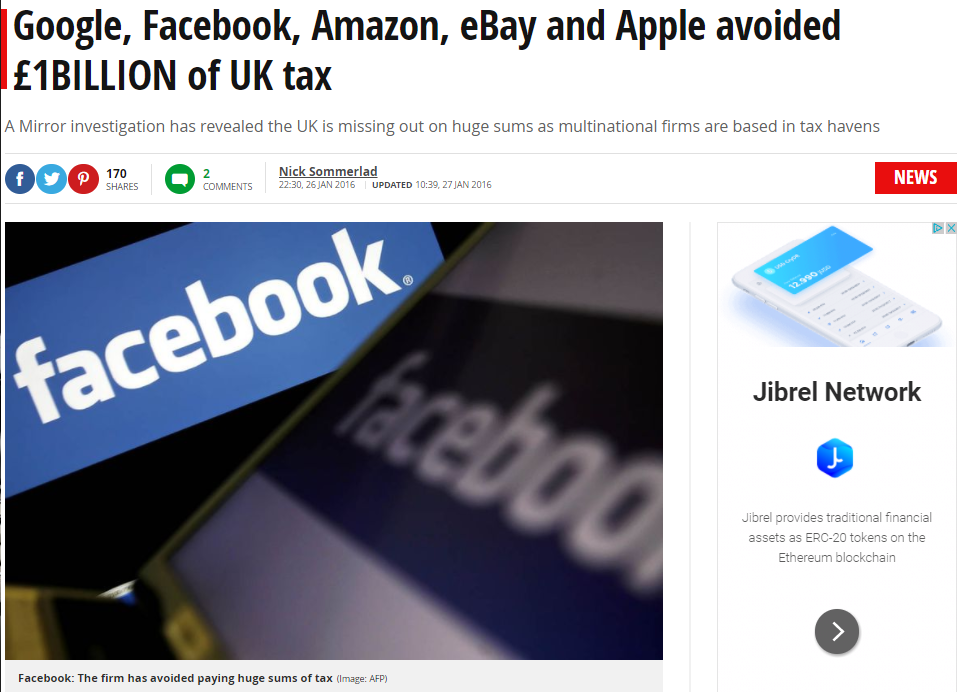 Google, Facebook, Amazon, eBay and Apple avoided
£1BILLION of UK tax
A Mirror investigation has revealed the UK is missing out on huge sums as multinational firms are based in tax havens
170
SHARES
2
COMMENTS
Nick Sommerlad
22:30, 26 JAN 2016
UPDATED 10:39, 27 JAN 2016
NEWS
facebook®
faceboo
12,990
Jibrel Network
Jibrel provides traditional financial
assets as ERC-20 tokens on the
Ethereum blockchain
Facebook: The firm has avoided paying huge sums of tax (Image: AFP)